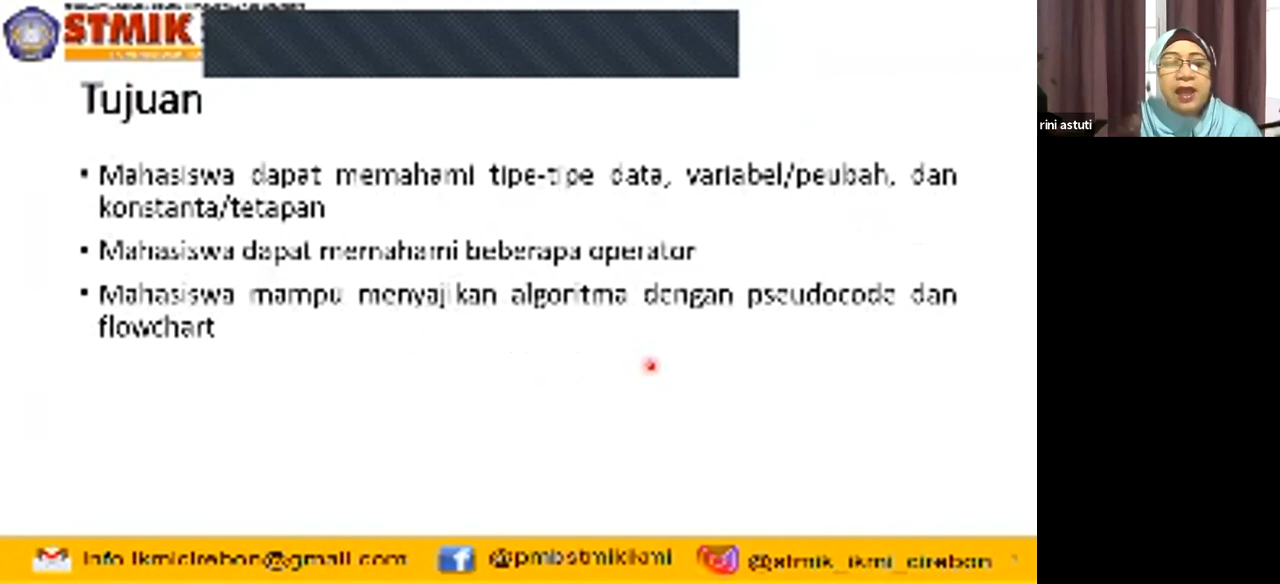 STMIK
Tujuan
• Mahasiswa dapat memahami tipe-tipe data, variabel/peubah, dan
konstanta/tetapan
• Mahasiswa dapat memahami beberapa operator
• Mahasiswa mampu menyajikan algoritma dengan pseudocode dan
flowchart
rini astuti
info.ikmicirebon@gmail.com @pmbstmikikmi @stmik_ikmi_cirebon